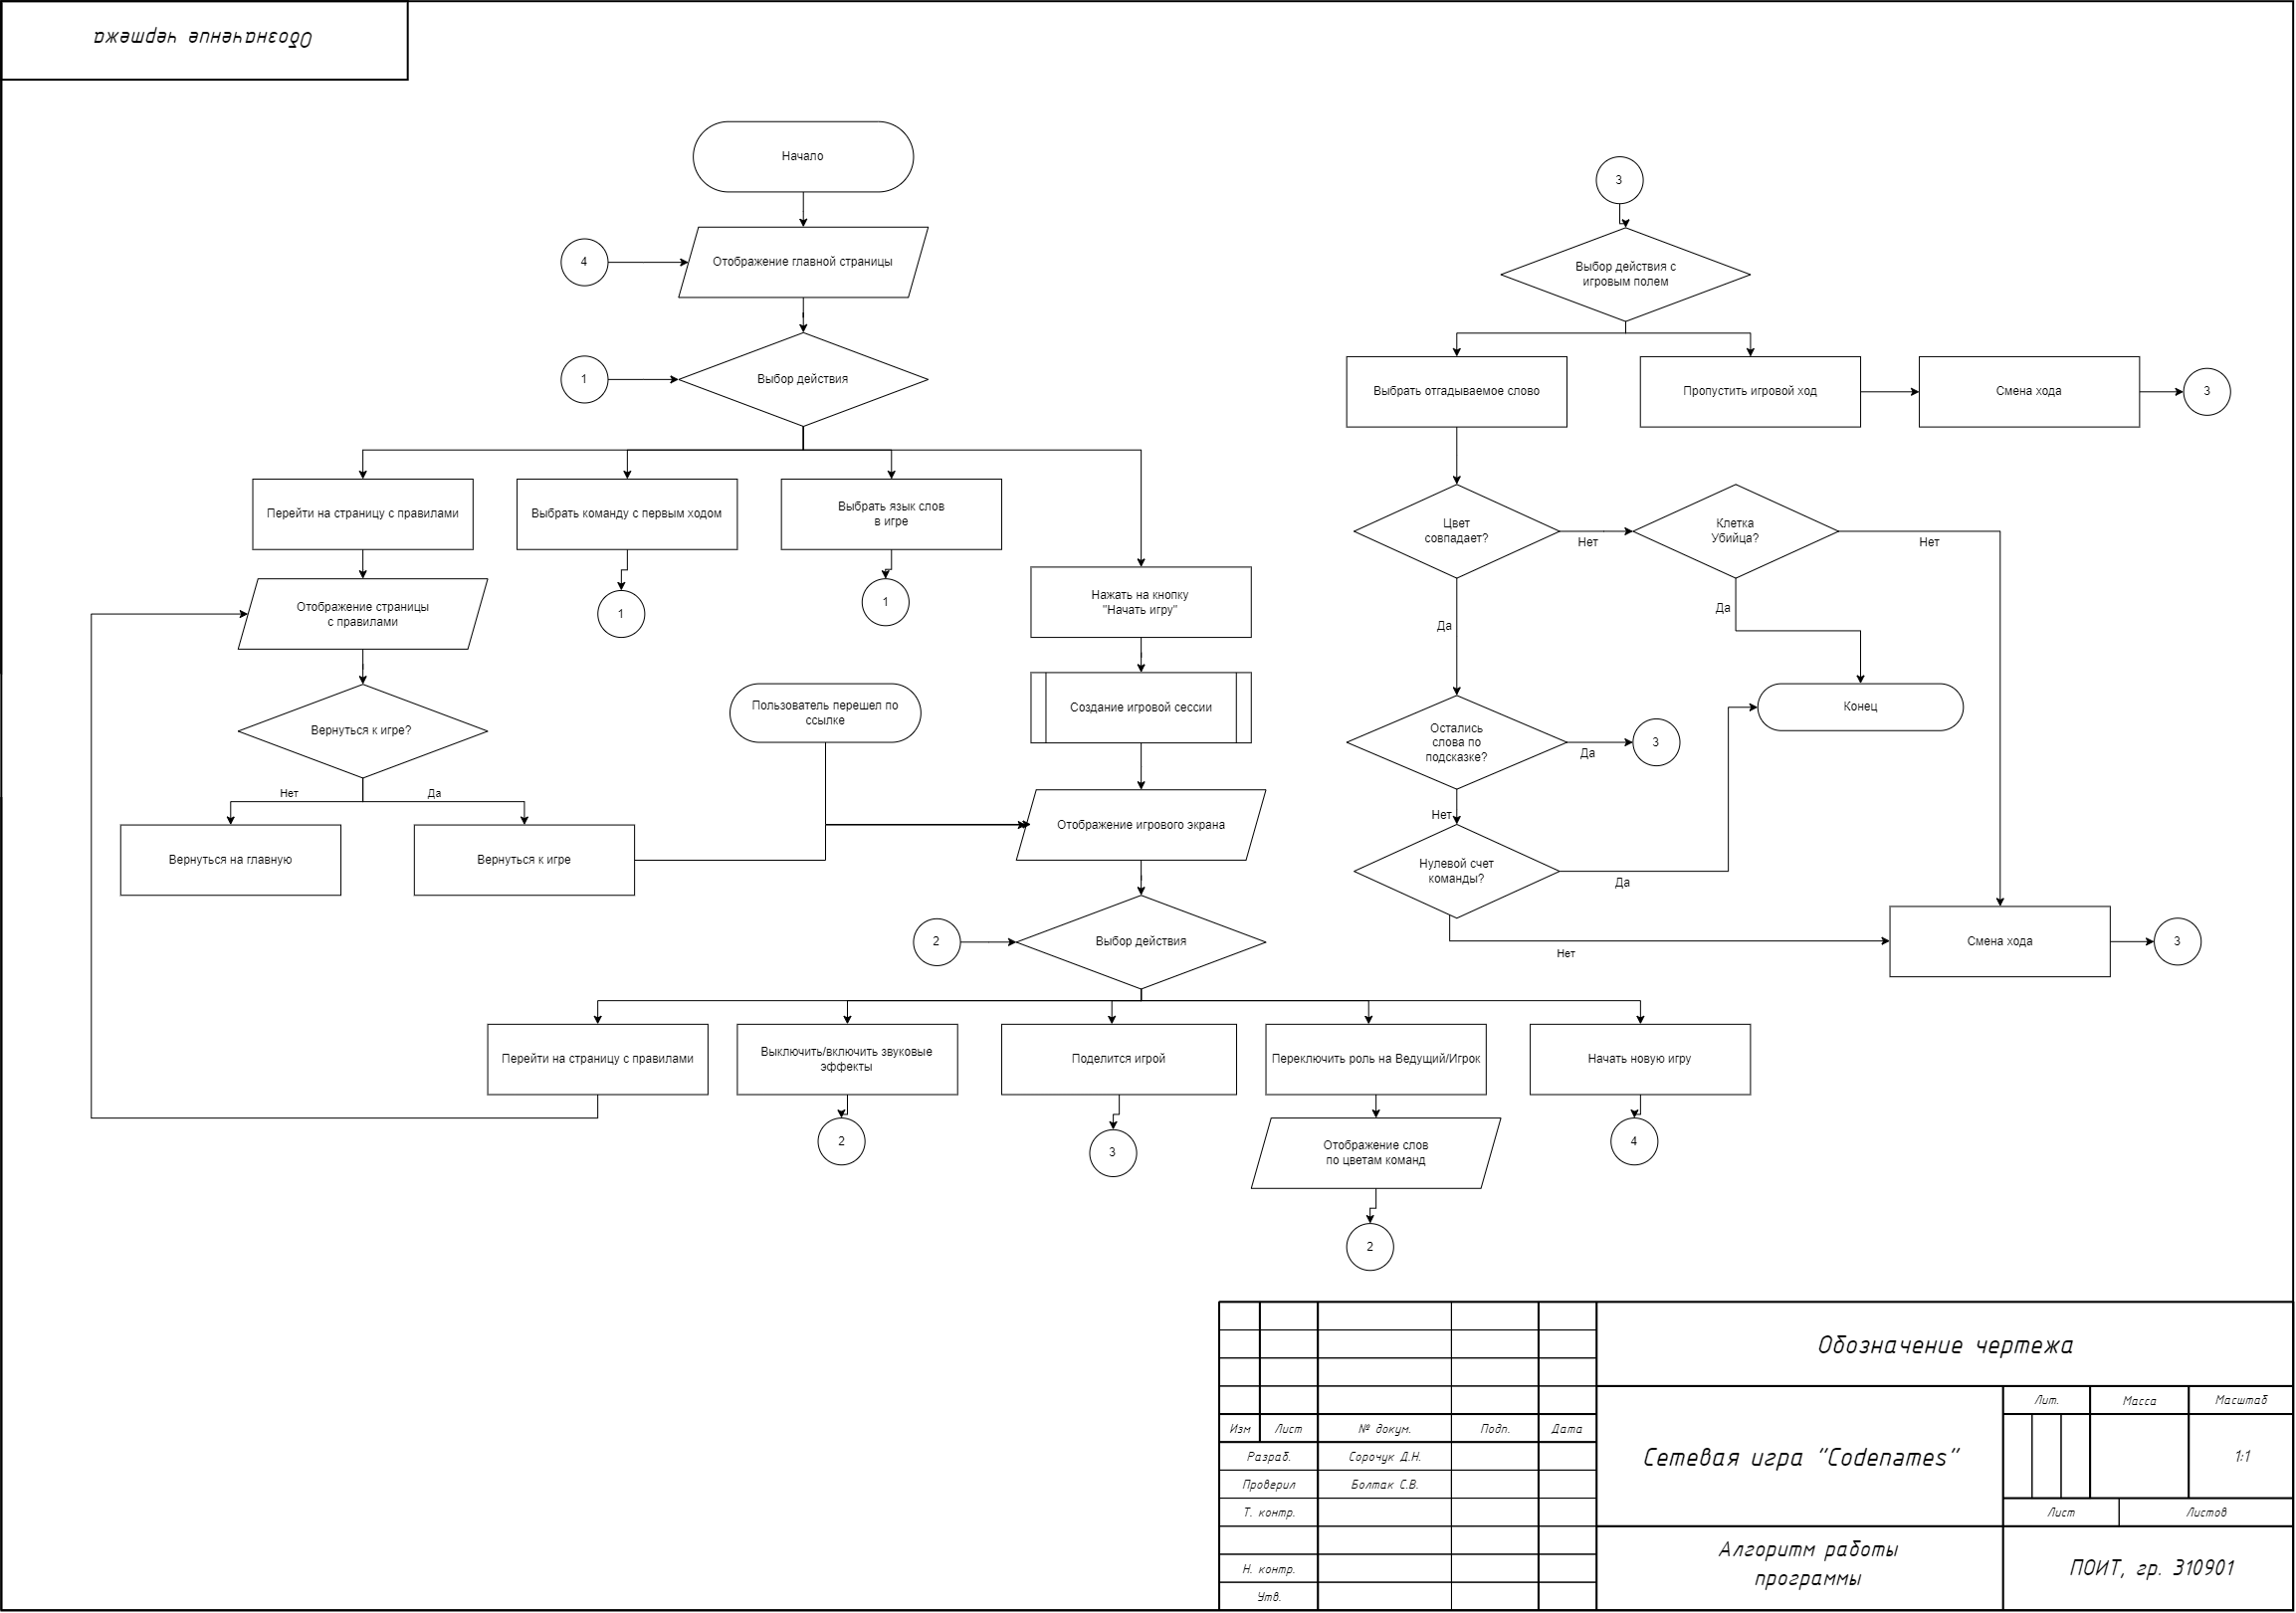 Обозначение чертежа
Начало
4
Отображение главной страницы
1
Выбор действия
Перейти на страницу с правилами
Выбрать команду с первым ходом
Выбрать язык слов
в игре
1
1
Отображение страницы
с правилами
Нажать на кнопку
"Начать игру"
Вернуться к игре?
Пользователь перешел по
ссылке
Создание игровой сессии
Нет
Да
Вернуться на главную
Вернуться к игре
Отображение игрового экрана
2
Выбор действия
Перейти на страницу с правилами
Выключить/включить звуковые
эффекты
Поделится игрой
Переключить роль на Ведущий/Игрок
Начать новую игру
2
3
Отображение слов
по цветам команд
4
2
3
Выбор действия с
игровым полем
Выбрать отгадываемое слово
Пропустить игровой ход
Смена хода
3
Цвет
совпадает?
Нет
Клетка
Убийца?
Нет
Да
Да
Конец
Остались
слова по
подсказке?
Да
3
Нет
Нулевой счет
команды?
Да
Нет
Смена хода
3
Обозначение чертежа
Изм
Лист
№ докум.
Подп.
Дата
Разраб.
Сорочук Д.Н.
Проверил
Болтак С.В.
Т. контр.
Н. контр.
Утв.
Сетевая игра "Codenames"
Лит.
Масса
Масштаб
1:1
Лист
Листов
Алгоритм работы
программы
ПОИТ, гр. 310901